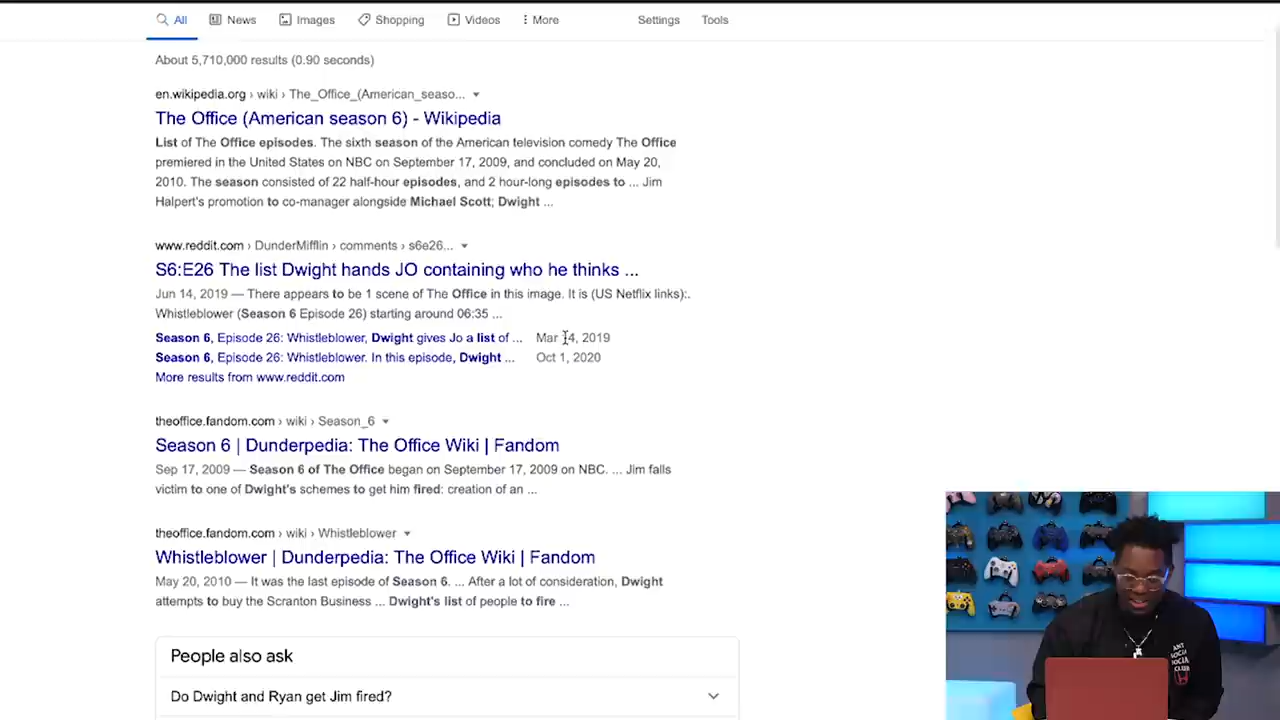 All News Images Shopping Videos More Settings Tools
About 5,710,000 results (0.90 seconds)
en.wikipedia.org › wiki › The_Office_(American_seaso...
The Office (American season 6) - Wikipedia
List of The Office episodes. The sixth season of the American television comedy The Office
premiered in the United States on NBC on September 17, 2009, and concluded on May 20,
2010. The season consisted of 22 half-hour episodes, and 2 hour-long episodes to ... Jim
Halpert's promotion to co-manager alongside Michael Scott; Dwight ...
www.reddit.com › DunderMifflin › comments › s6e26...
S6:E26 The list Dwight hands JO containing who he thinks ...
Jun 14, 2019 — There appears to be 1 scene of The Office in this image. It is (US Netflix links):.
Whistleblower (Season 6 Episode 26) starting around 06:35 ...
Season 6, Episode 26: Whistleblower, Dwight gives Jo a list of ... Mar 14, 2019
Season 6, Episode 26: Whistleblower. In this episode, Dwight ... Oct 1, 2020
More results from www.reddit.com
theoffice.fandom.com › wiki › Season_6
Season 6 | Dunderpedia: The Office Wiki | Fandom
Sep 17, 2009 — Season 6 of The Office began on September 17, 2009 on NBC. ... Jim falls
victim to one of Dwight's schemes to get him fired: creation of an ...
theoffice.fandom.com › wiki › Whistleblower
Whistleblower | Dunderpedia: The Office Wiki | Fandom
May 20, 2010 — It was the last episode of Season 6. ... After a lot of consideration, Dwight
attempts to buy the Scranton Business ... Dwight's list of people to fire ...
People also ask
Do Dwight and Ryan get Jim fired?
ANTI
SOCIAL
SOCIAL
CLUB